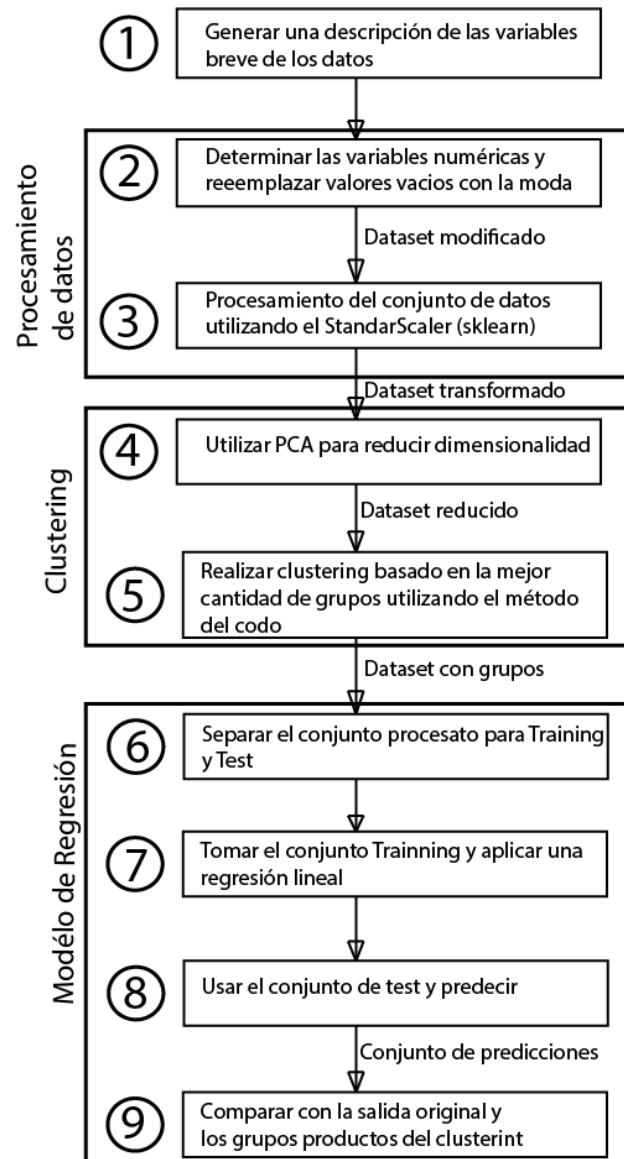 1
Generar una descripción de las variables
breve de los datos
Procesamiento
de datos
2
Determinar las variables numéricas y
reeemplazar valores vacios con la moda
Dataset modificado
3
Procesamiento del conjunto de datos
utilizando el StandarScaler (sklearn)
Dataset transformado
Clustering
4
Utilizar PCA para reducir dimensionalidad
Dataset reducido
5
Realizar clustering basado en la mejor
cantidad de grupos utilizando el método
del codo
Dataset con grupos
Modélo de Regresión
6
Separar el conjunto procesato para Training
y Test
7
Tomar el conjunto Trainning y aplicar una
regresión lineal
8
Usar el conjunto de test y predecir
Conjunto de predicciones
9
Comparar con la salida original y
los grupos productos del clusterint